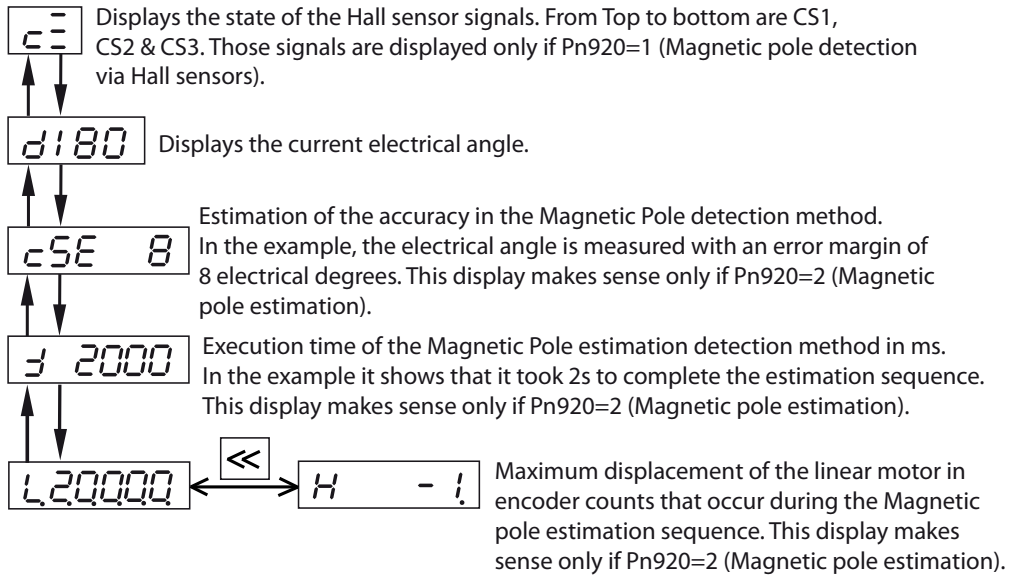 Displays the state of the Hall sensor signals. From Top to bottom are CS1,
CS2 & CS3. Those signals are displayed only if Pn920=1 (Magnetic pole detection
via Hall sensors).
d180
Displays the current electrical angle.
Estimation of the accuracy in the Magnetic Pole detection method.
cSE 8
In the example, the electrical angle is measured with an error margin of
8 electrical degrees. This display makes sense only if Pn920=2 (Magnetic
pole estimation).
2000
Execution time of the Magnetic Pole estimation detection method in ms.
In the example it shows that it took 2s to complete the estimation sequence.
This display makes sense only if Pn920=2 (Magnetic pole estimation).
L.2.0.0.0.0.
≪
H - 1.
Maximum displacement of the linear motor in
encoder counts that occur during the Magnetic
pole estimation sequence. This display makes
sense only if Pn920=2 (Magnetic pole estimation).